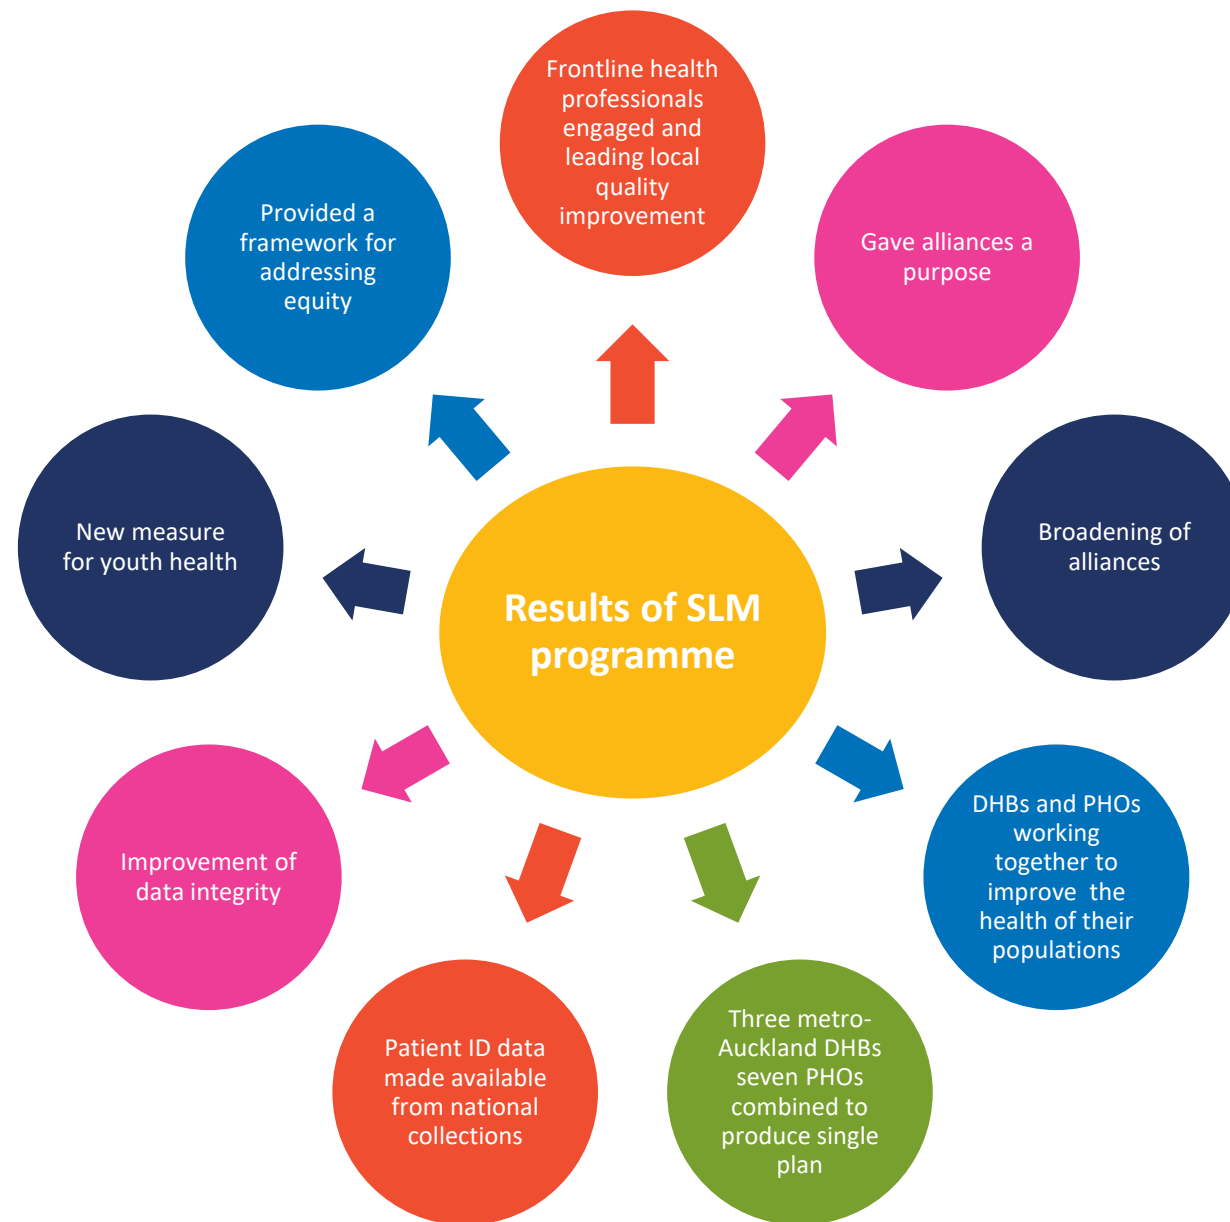 Frontline health
professionals
engaged and
leading local
quality
improvement
Gave alliances a
purpose
Broadening of
alliances
DHBs and PHOs
working
together to
improve  the
health of their
populations
Three metro-
Auckland DHBs
seven PHOs
combined to
produce single
plan
Patient ID data
made available
from national
collections
Improvement of
data integrity
New measure
for youth health
Provided a
framework for
addressing
equity
Results of SLM
programme